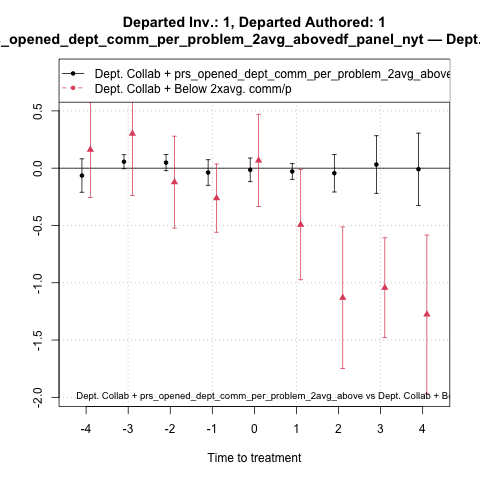 Departed Inv.: 1, Departed Authored: 1
s_opened_dept_comm_per_problem_2avg_abovedf_panel_nyt — Dept.
Dept. Collab + prs_opened_dept_comm_per_problem_2avg_above
Dept. Collab + Below 2xavg. comm/p
0.5
0.0
-0.5
-1.0
-1.5
-2.0
Dept. Collab + prs_opened_dept_comm_per_problem_2avg_above vs Dept. Collab + Be
-4 -3 -2 -1 0 1 2 3 4
Time to treatment